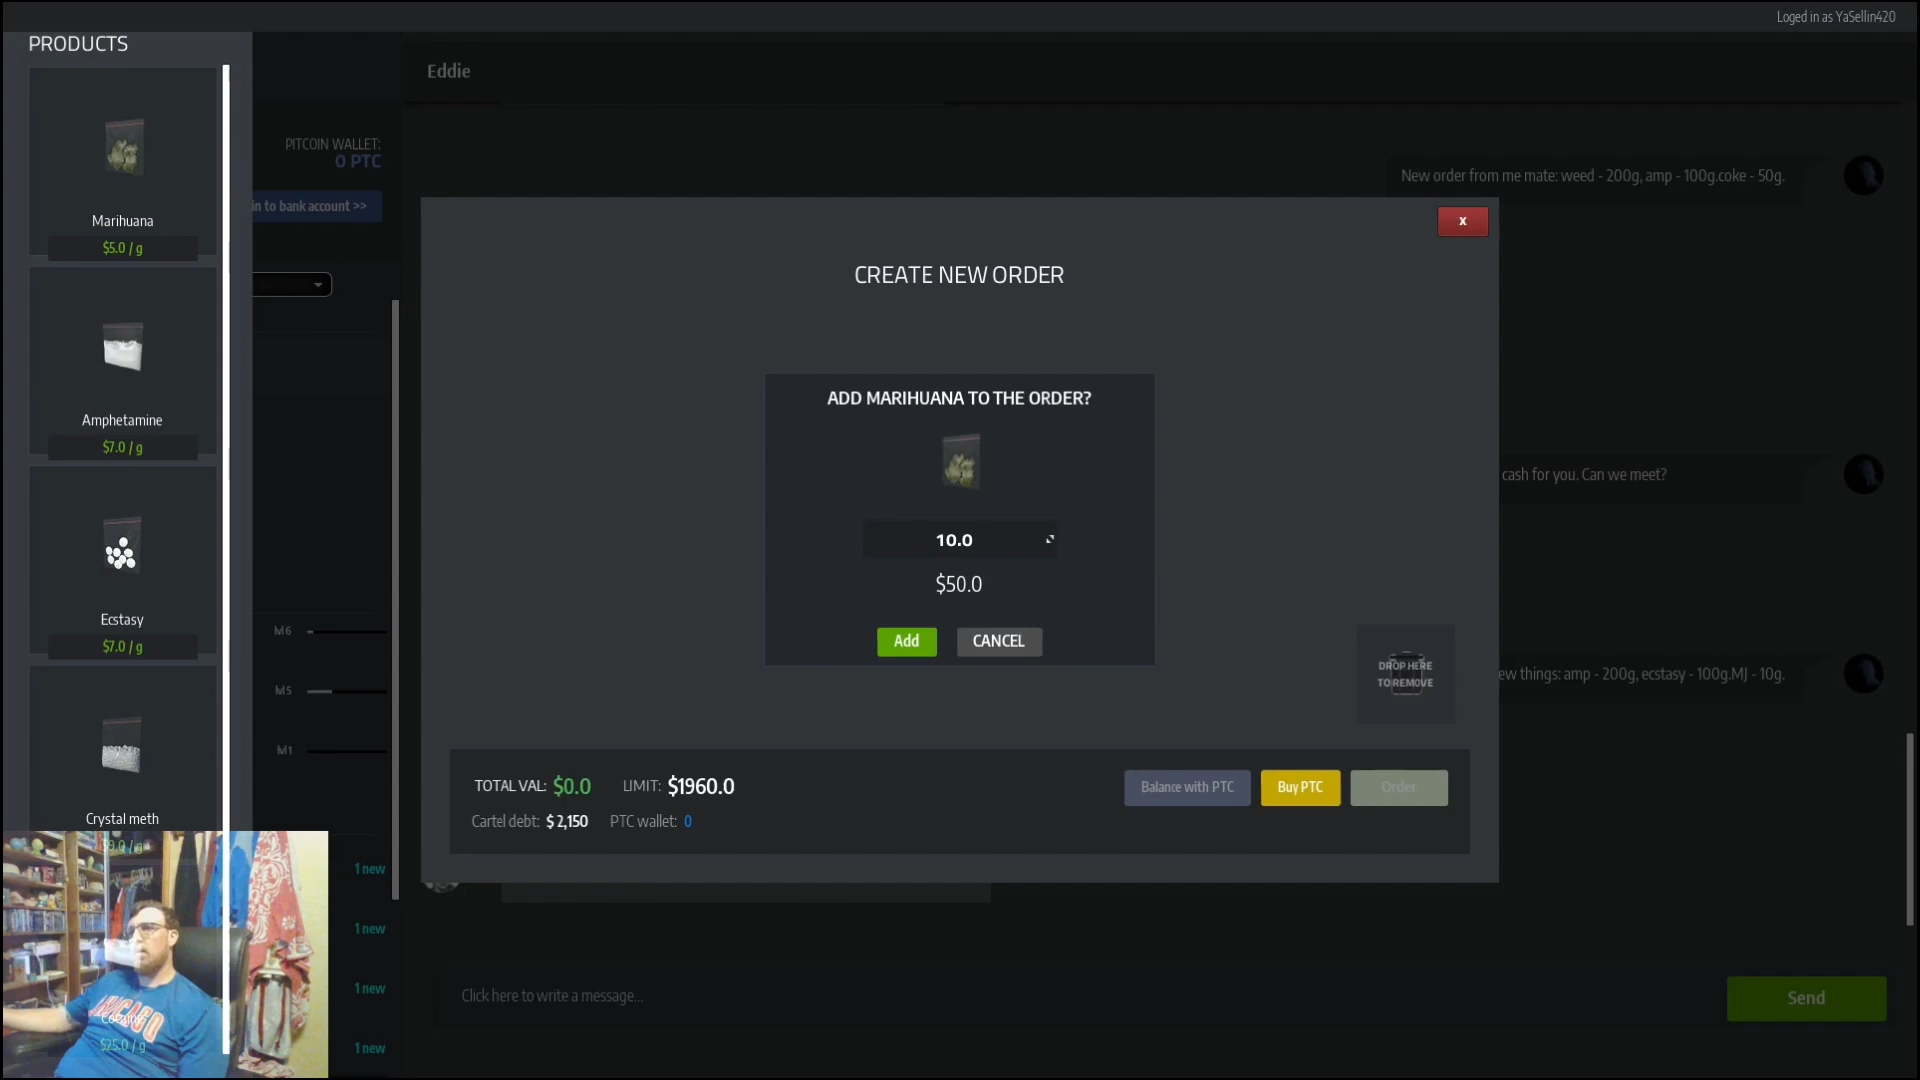 Loged in as YaSellin420
PRODUCTS
Marihuana
$5.0 / g
Amphetamine
$7.0 / g
Ecstasy
$7.0 / g
Crystal meth
$9.0 / g
$25.0 / g
PITCOIN WALLET:
0 PTC
in to bank account >>
M6
M5
M1
1 new
1 new
1 new
1 new
Eddie
New order from me mate: weed - 200g, amp - 100g.coke - 50g.
cash for you. Can we meet?
ew things: amp - 200g, ecstasy - 100g.MJ - 10g.
x
CREATE NEW ORDER
ADD MARIHUANA TO THE ORDER?
10.0
$50.0
Add
CANCEL
DROP HERE
TO REMOVE
TOTAL VAL: $0.0 LIMIT: $1960.0
Cartel debt: $ 2,150 PTC wallet: 0
Balance with PTC
Buy PTC
Order
Click here to write a message...
Send